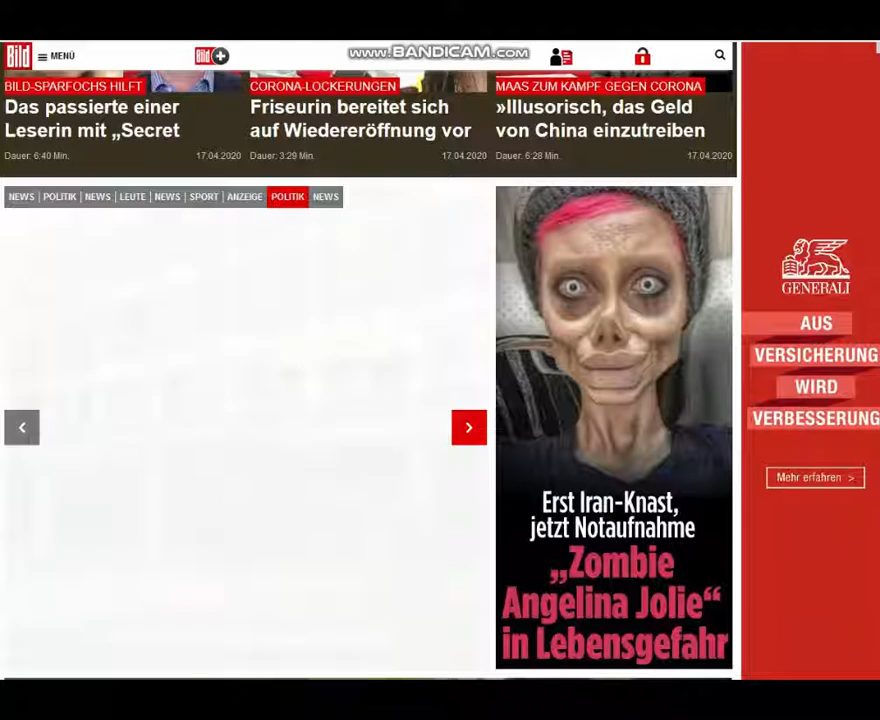 Bild
MENÜ
Bild
www.BANDICAM.com
BILD-SPARFOCHS HILFT
Das passierte einer
Leserin mit „Secret
Dauer: 6:40 Min.
17.04.2020
CORONA-LOCKERUNGEN
Friseurin bereitet sich
auf Wiedereröffnung vor
Dauer: 3:29 Min.
17.04.2020
MAAS ZUM KAMPF GEGEN CORONA
»Illusorisch, das Geld
von China einzutreiben
Dauer: 6:28 Min.
17.04.2020
NEWS | POLITIK | NEWS | LEUTE | NEWS | SPORT | ANZEIGE POLITIK NEWS
Erst Iran-Knast,
jetzt Notaufnahme
„Zombie
Angelina Jolie“
in Lebensgefahr
GENERALI
AUS
VERSICHERUNG
WIRD
VERBESSERUNG
Mehr erfahren >